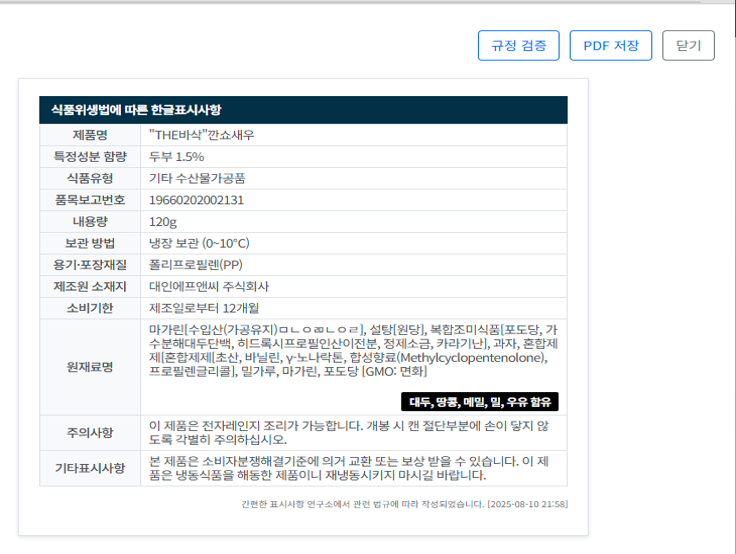 규정 검증
PDF 저장
닫기
식품위생법에 따른 한글표시사항
제품명 "THE바삭"깐쇼새우
특정성분 함량 두부 1.5%
식품유형 기타 수산물가공품
품목보고번호 19660202002131
내용량 120g
보관 방법 냉장 보관 (0~10°C)
용기·포장재질 폴리프로필렌(PP)
제조원 소재지 대인에프앤씨 주식회사
소비기한 제조일로부터 12개월
원재료명
마가린[수입산(가공유지)ㅁㄴㅇㄻㄴㅇㄹ], 설탕[원당], 복합조미식품[포도당, 가
수분해대두단백, 히드록시프로필인산이전분, 정제소금, 카라기난], 과자, 혼합제
제[혼합제제[초산, 바닐린, γ-노나락톤, 합성향료(Methylcyclopentenolone),
프로필렌글리콜], 밀가루, 마가린, 포도당 [GMO: 면화]
대두, 땅콩, 메밀, 밀, 우유 함유
주의사항
이 제품은 전자레인지 조리가 가능합니다. 개봉 시 캔 절단부분에 손이 닿지 않
도록 각별히 주의하십시오.
기타표시사항
본 제품은 소비자분쟁해결기준에 의거 교환 또는 보상 받을 수 있습니다. 이 제
품은 냉동식품을 해동한 제품이니 재냉동시키지 마시길 바랍니다.
간편한 표시사항 연구소에서 관련 법규에 따라 작성되었습니다. [2025-08-10 21:58]